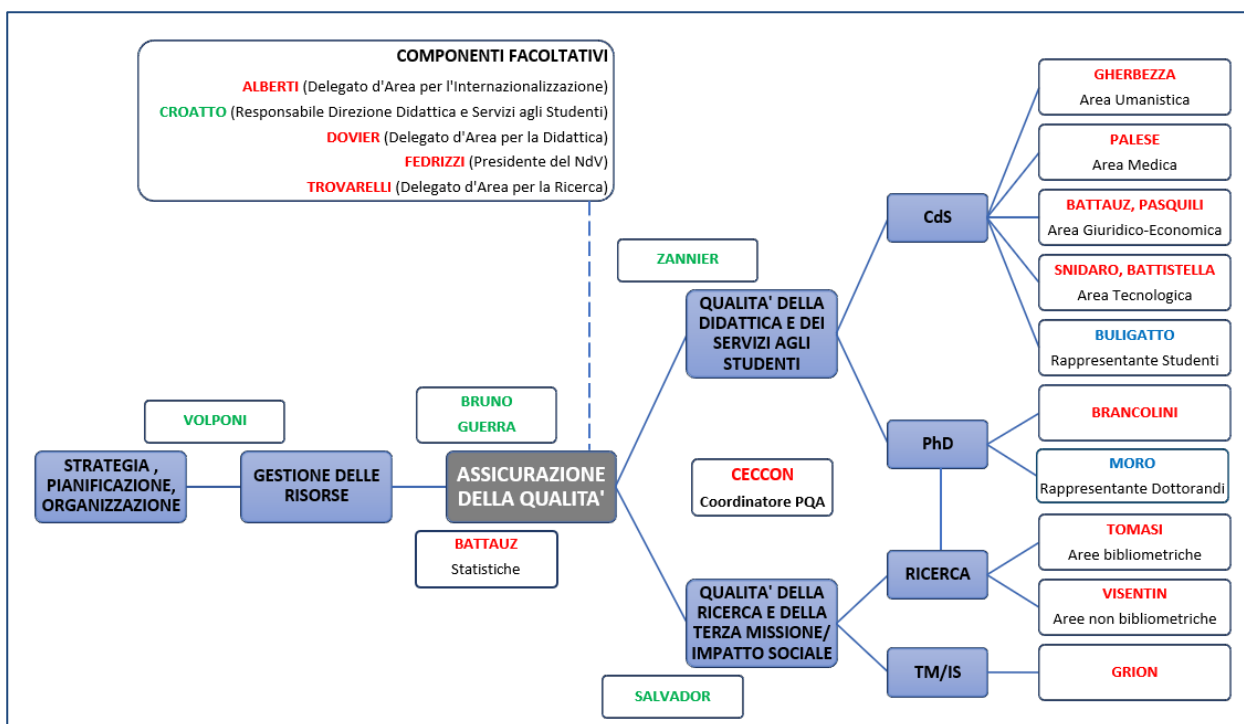 COMPONENTI FACOLTATIVI
ALBERTI (Delegato d'Area per l'Internazionalizzazione)
CROATTO (Responsabile Direzione Didattica e Servizi agli Studenti)
DOVIER (Delegato d'Area per la Didattica)
FEDRIZZI (Presidente del NdV)
TROVARELLI (Delegato d'Area per la Ricerca)
VOLPONI
STRATEGIA ,
PIANIFICAZIONE,
ORGANIZZAZIONE
GESTIONE DELLE
RISORSE
BRUNO
GUERRA
ASSICURAZIONE
DELLA QUALITA'
BATTAUZ
Statistiche
ZANNIER
QUALITA' DELLA
DIDATTICA E DEI
SERVIZI AGLI
STUDENTI
CECCON
Coordinatore PQA
QUALITA' DELLA
RICERCA E DELLA
TERZA MISSIONE/
IMPATTO SOCIALE
SALVADOR
CdS
PhD
RICERCA
TM/IS
GHERBEZZA
Area Umanistica
PALESE
Area Medica
BATTAUZ, PASQUILI
Area Giuridico-Economica
SNIDARO, BATTISTELLA
Area Tecnologica
BULIGATTO
Rappresentante Studenti
BRANCOLINI
MORO
Rappresentante Dottorandi
TOMASI
Aree bibliometriche
VISENTIN
Aree non bibliometriche
GRION